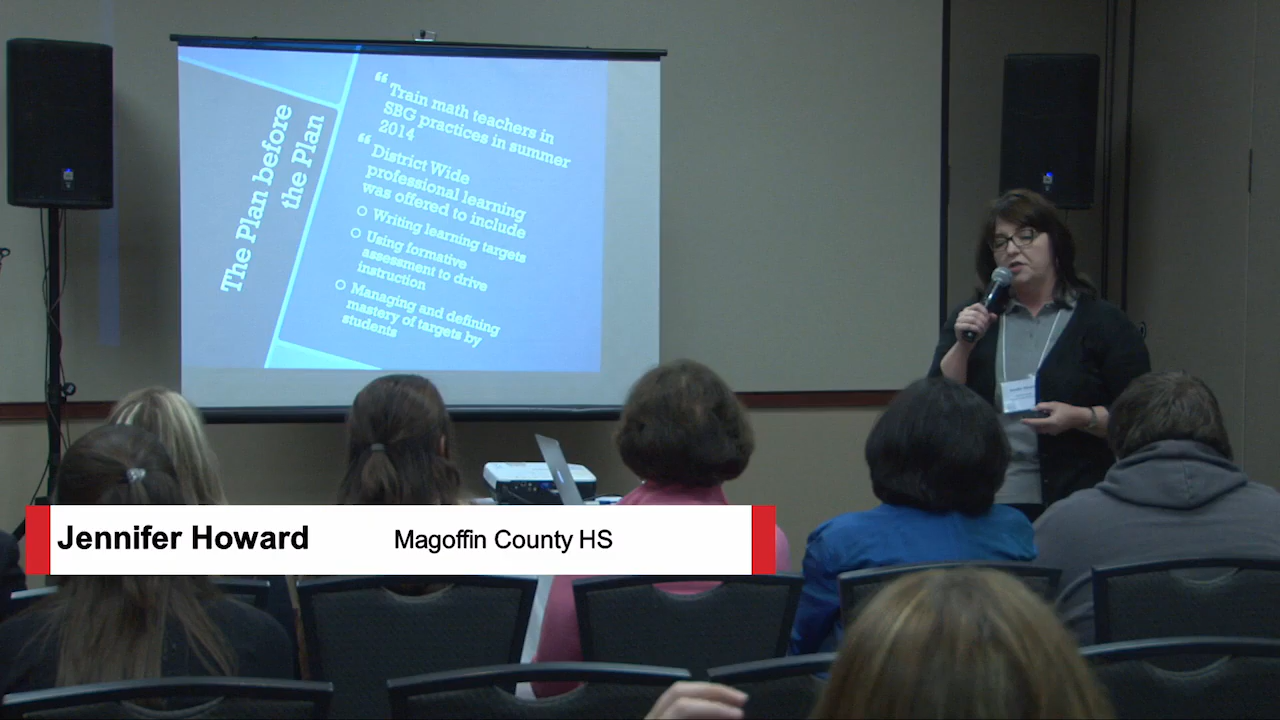 The Plan before
the Plan
“ Train math teachers in
SBG practices in summer
2014
“ District Wide
professional learning
was offered to include
○ Writing learning targets
○ Using formative
assessment to drive
instruction
○ Managing and defining
mastery of targets by
students
Jennifer Howard Magoffin County HS